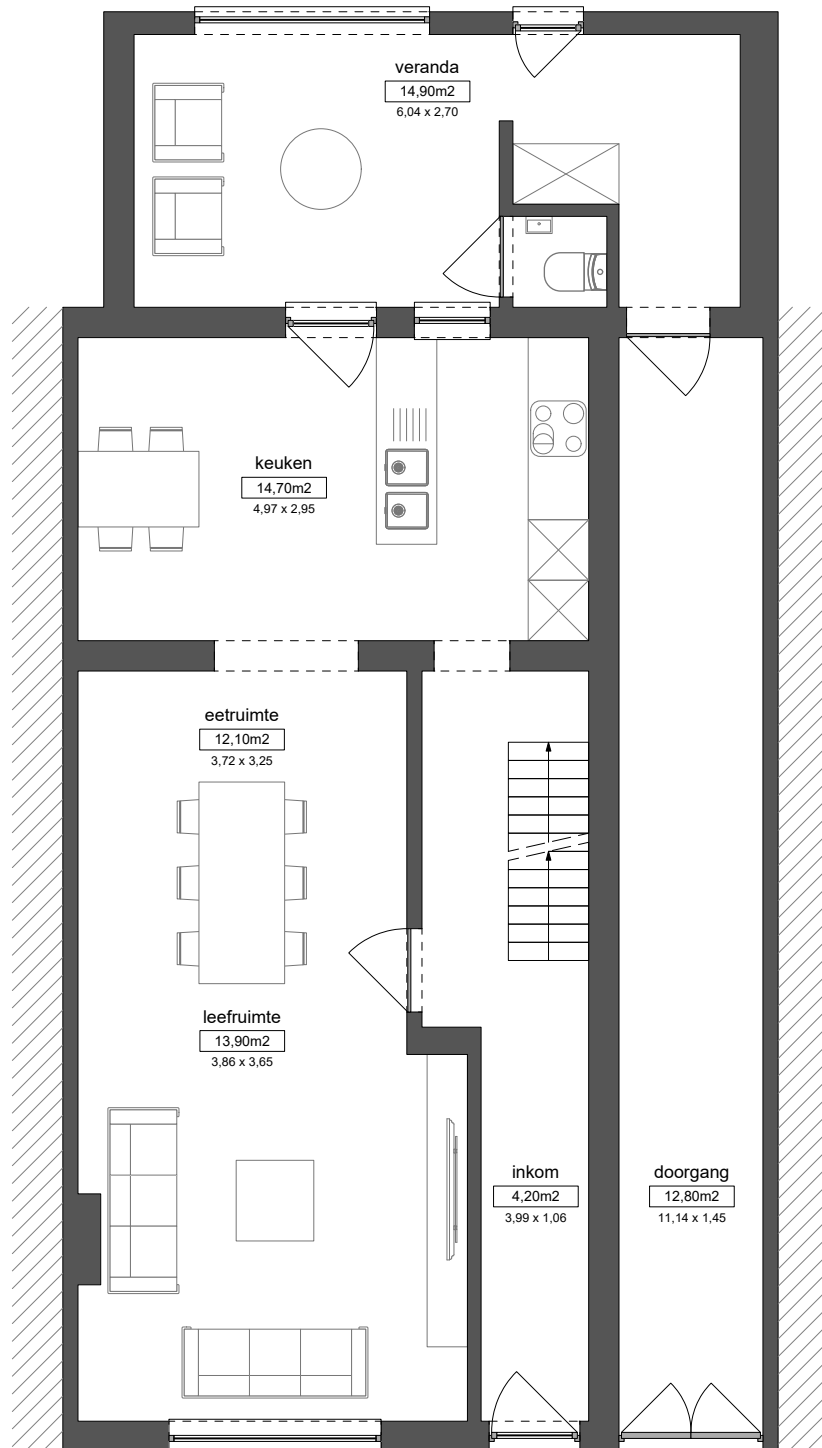 veranda
14,90m2
6,04 x 2,70
keuken
14,70m2
4,97 x 2,95
eetruimte
12,10m2
3,72 x 3,25
leefruimte
13,90m2
3,86 x 3,65
inkom
4,20m2
3,99 x 1,06
doorgang
12,80m2
11,14 x 1,45